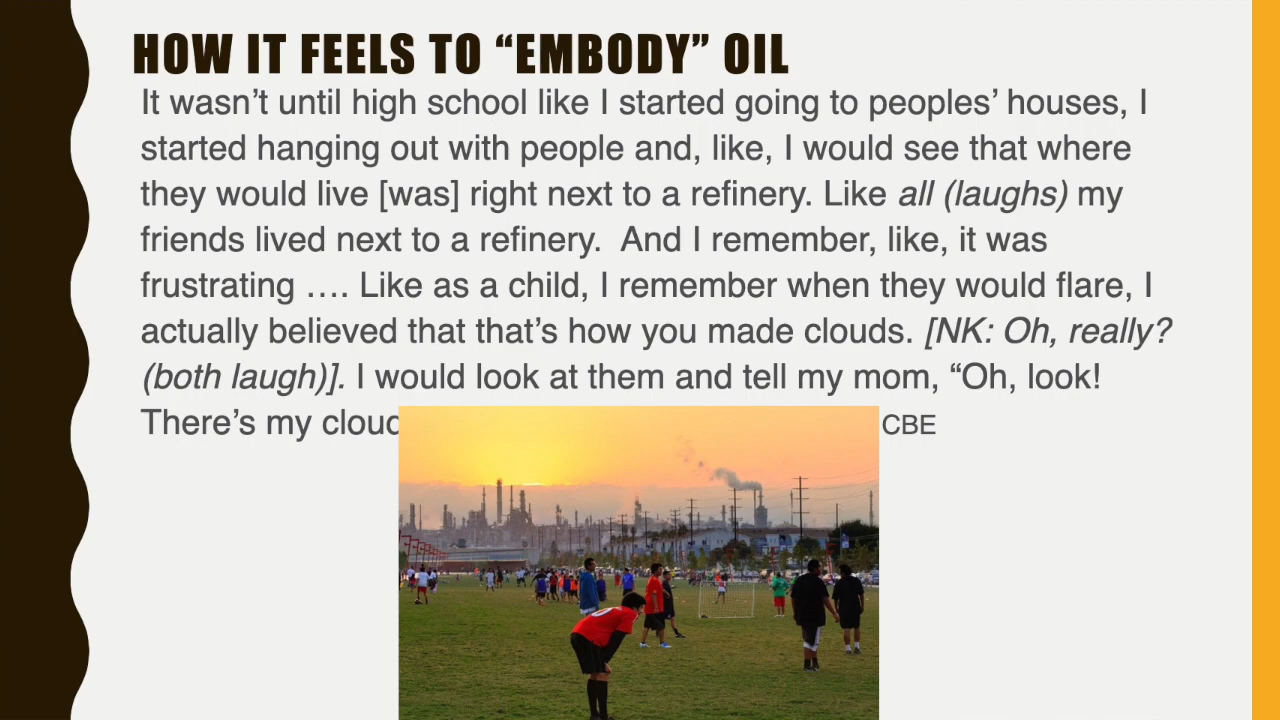 HOW IT FEELS TO “EMBODY” OIL
It wasn’t until high school like I started going to peoples’ houses, I
started hanging out with people and, like, I would see that where
they would live [was] right next to a refinery. Like all (laughs) my
friends lived next to a refinery.  And I remember, like, it was
frustrating …. Like as a child, I remember when they would flare, I
actually believed that that’s how you made clouds. [NK: Oh, really?
(both laugh)]. I would look at them and tell my mom, “Oh, look!
There’s my CBE